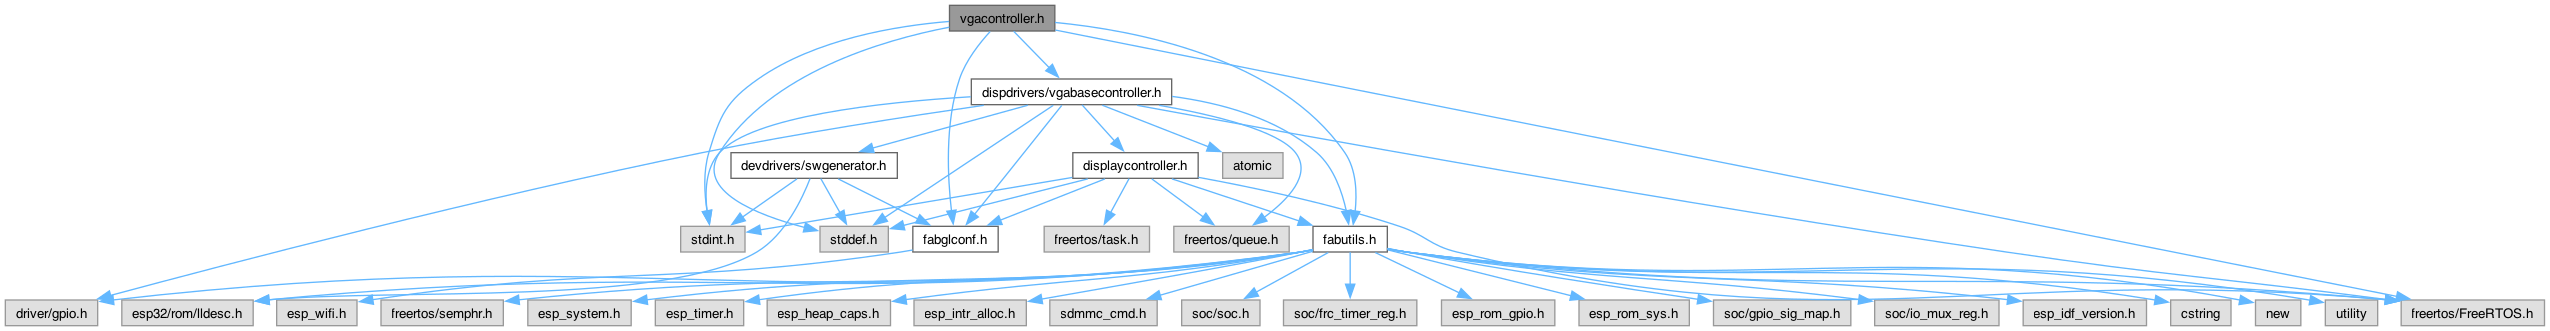 vgacontroller.h
dispdrivers/vgabasecontroller.h
devdrivers/swgenerator.h
displaycontroller.h
atomic
stdint.h
stddef.h
fabglconf.h
freertos/task.h
freertos/queue.h
fabutils.h
driver/gpio.h
esp32/rom/lldesc.h
esp_wifi.h
freertos/semphr.h
esp_system.h
esp_timer.h
esp_heap_caps.h
esp_intr_alloc.h
sdmmc_cmd.h
soc/soc.h
soc/frc_timer_reg.h
esp_rom_gpio.h
esp_rom_sys.h
soc/gpio_sig_map.h
soc/io_mux_reg.h
esp_idf_version.h
cstring
new
utility
freertos/FreeRTOS.h